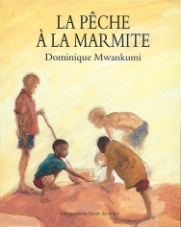 LA PÊCHE
À LA MARMITE
Dominique Mwankumi